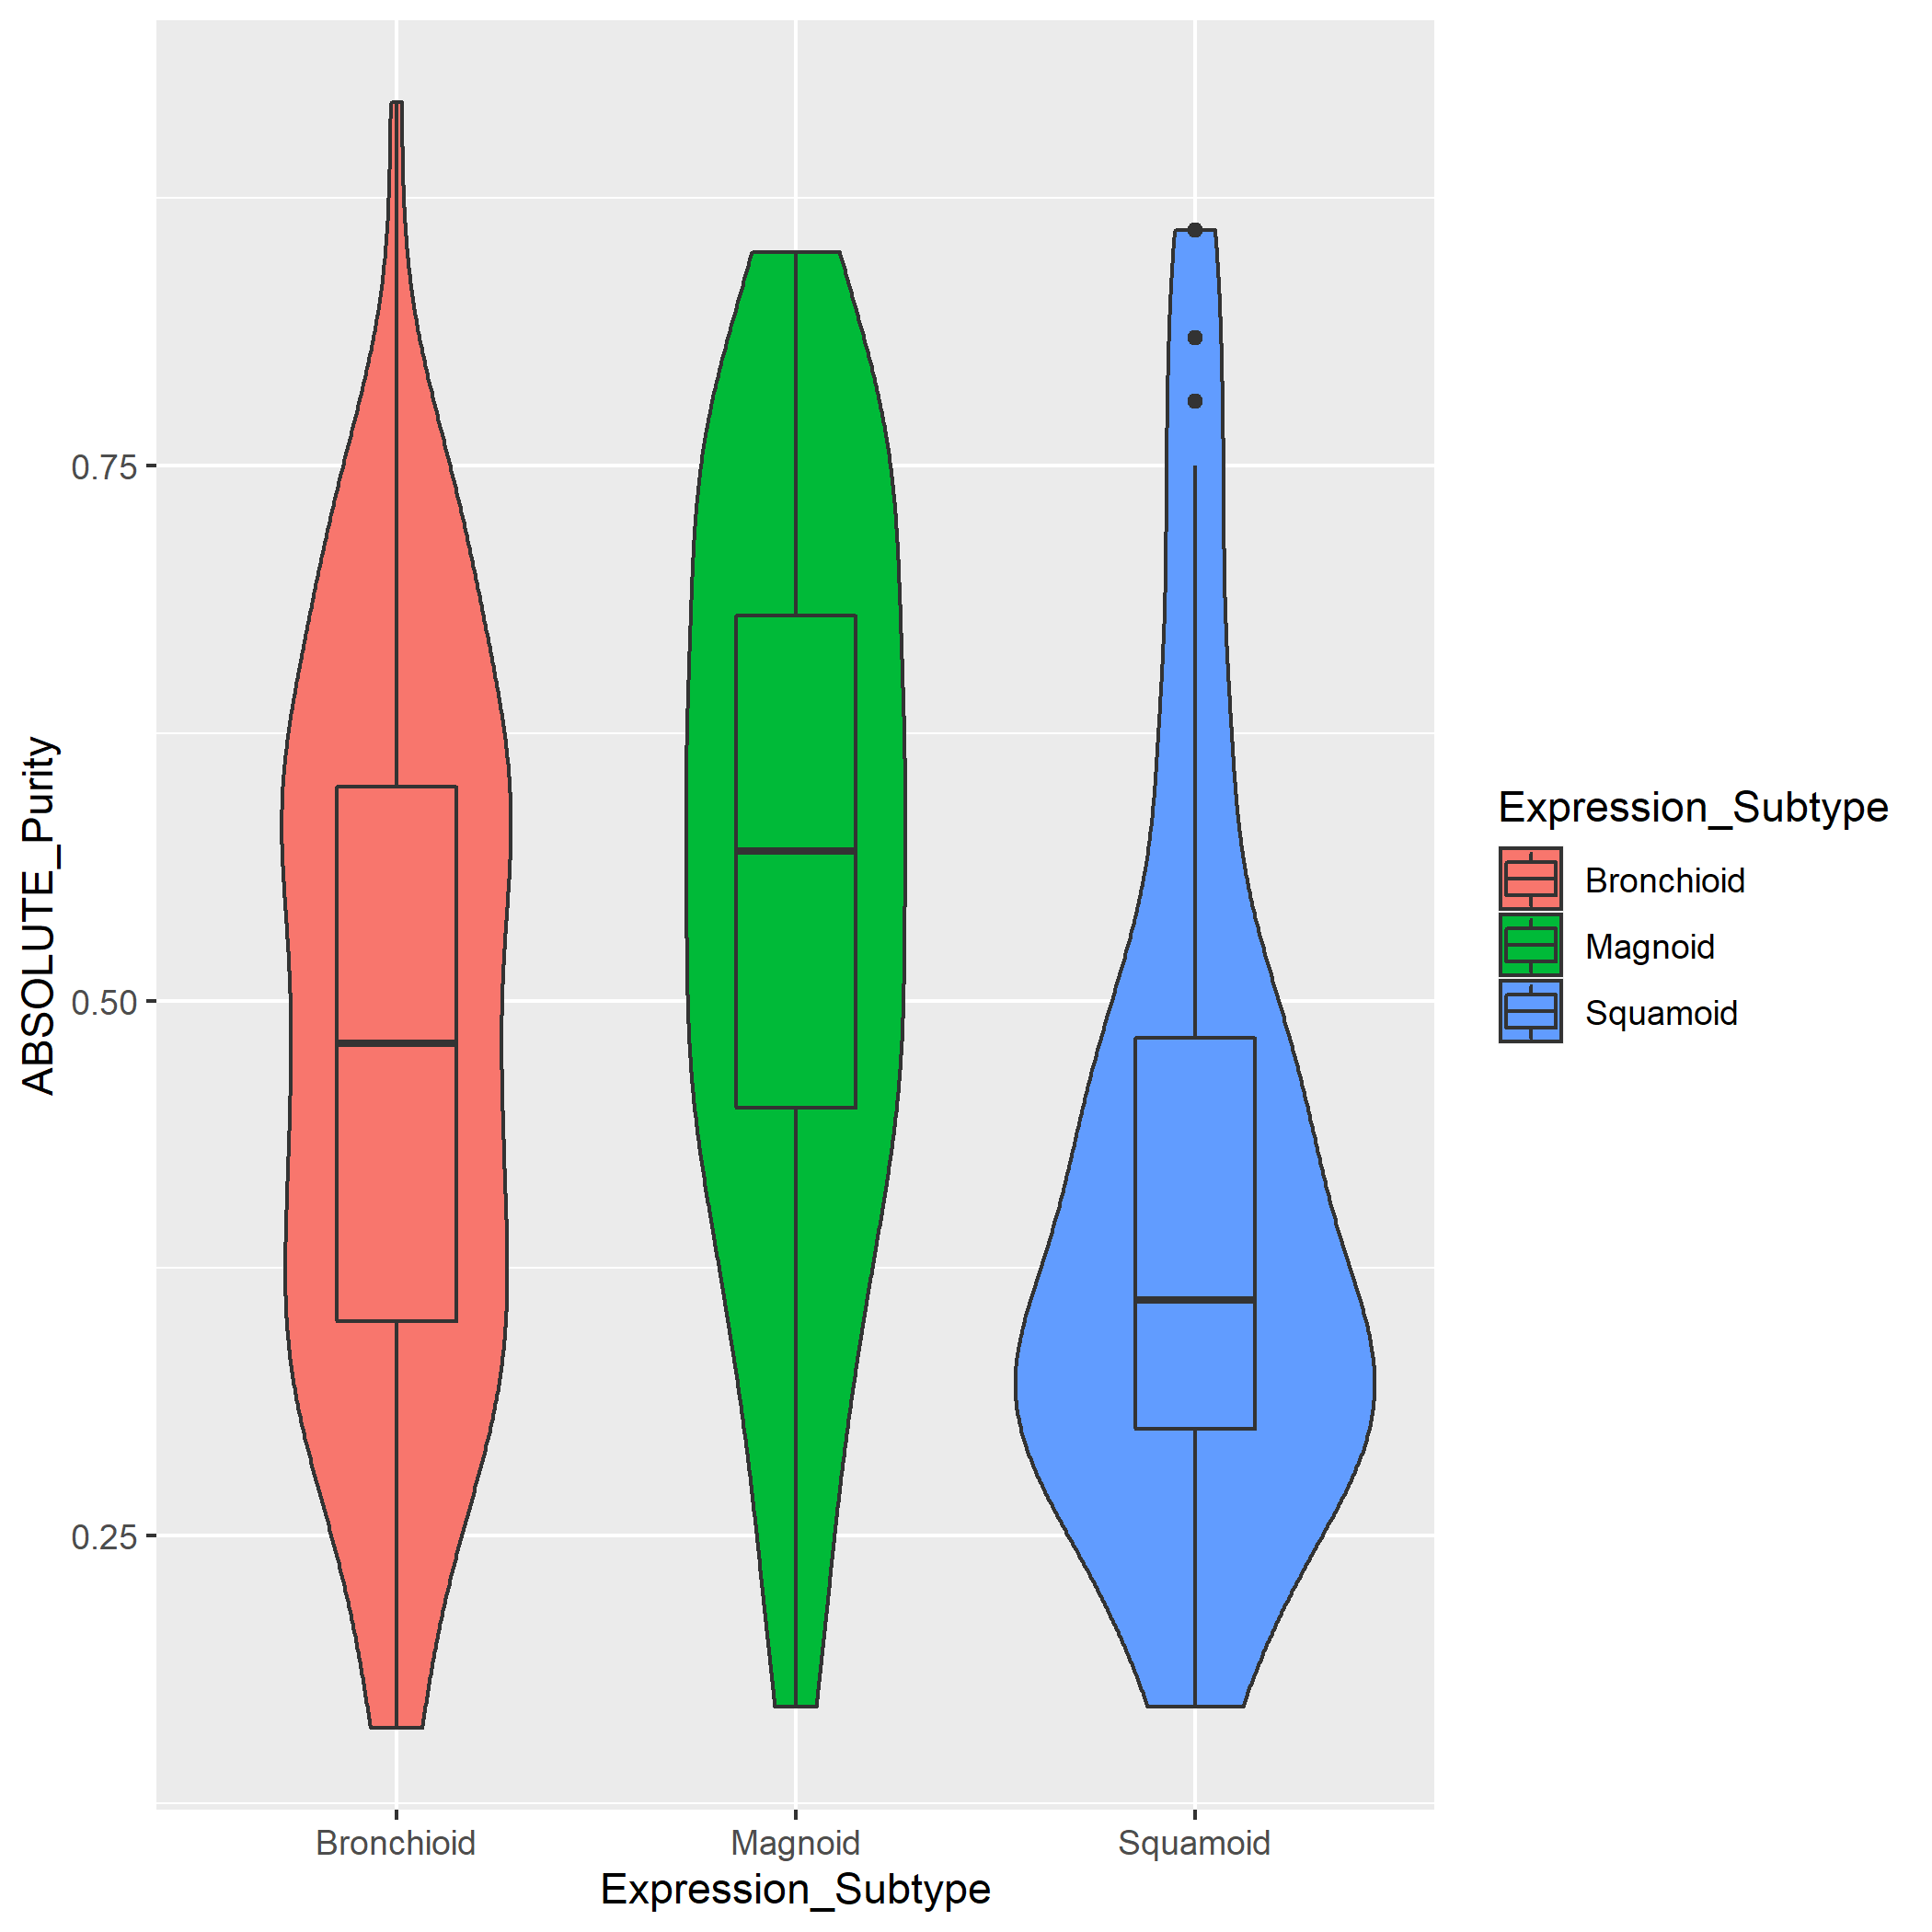 ABSOLUTE_Purity
0.75
0.50
0.25
Bronchioid
Magnoid
Squamoid
Expression_Subtype
Expression_Subtype
Bronchioid
Magnoid
Squamoid